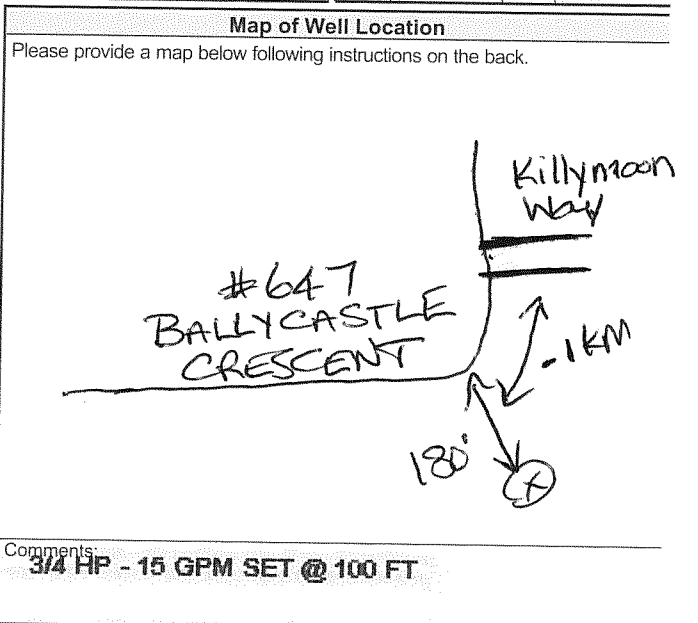 Map of Well Location
Please provide a map below following instructions on the back.
Killymoon
Way
#647
BALLYCASTLE
CRESCENT
.1KM
180'
X
Comments:
3/4 HP - 15 GPM SET @ 100 FT